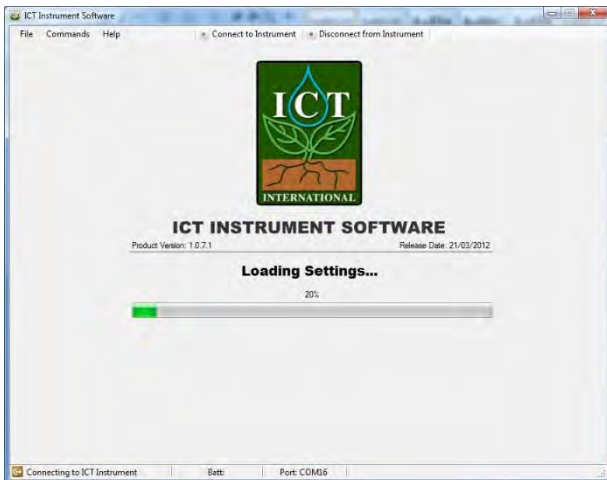 ICT Instrument Software
File Commands Help Connect to Instrument Disconnect from Instrument
ICT
INTERNATIONAL
ICT INSTRUMENT SOFTWARE
Product Version: 1.0.7.1 Release Date: 21/03/2012
Loading Settings...
20%
Connecting to ICT Instrument Batt: Port: COM16